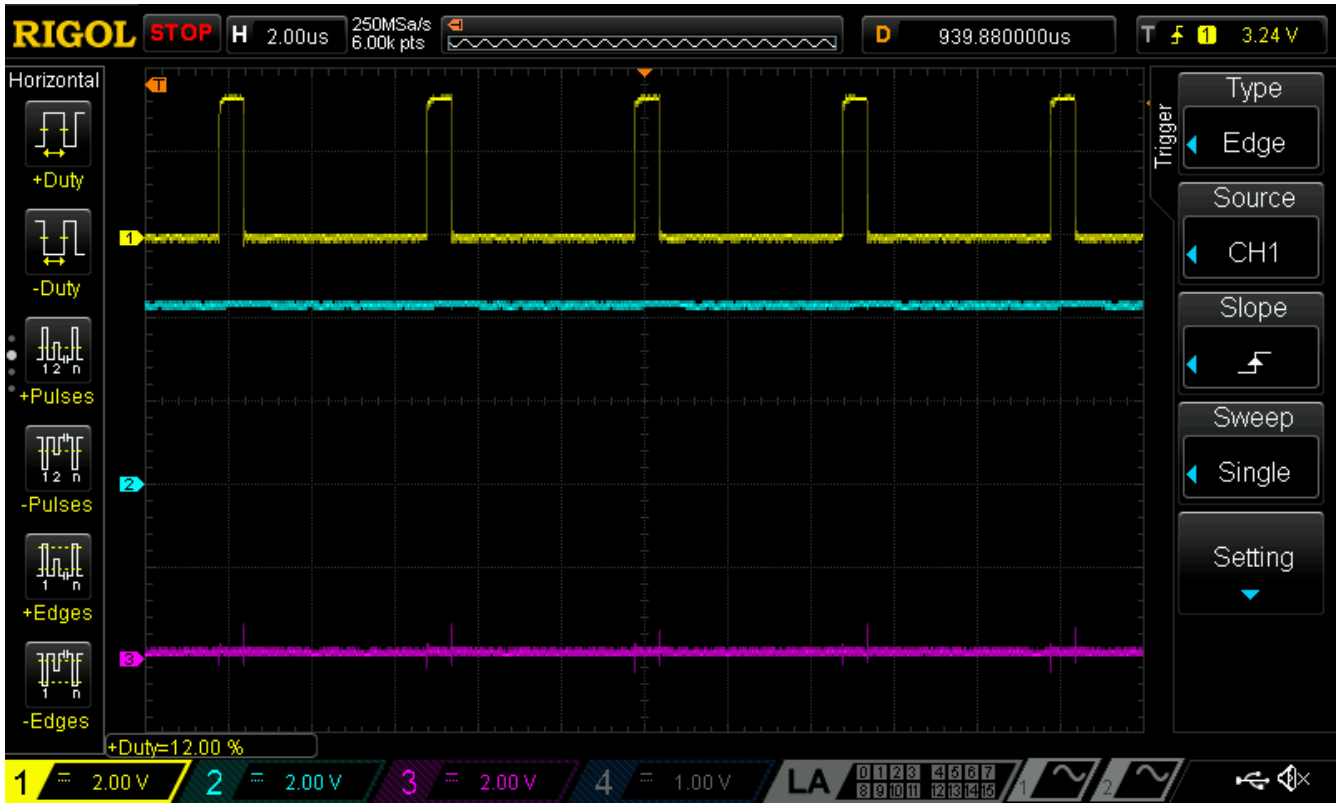 RIGOL STOP H 2.00us 250MSa/s 6.00k pts D 939.880000us T 1 3.24 V
Horizontal
+Duty
-Duty
1 2 n
+Pulses
1 2 n
-Pulses
1 n
+Edges
1 n
-Edges
T
1
2
3
+Duty=12.00 %
Trigger
Type
Edge
Source
CH1
Slope
Sweep
Single
Setting
1 2.00 V 2 2.00 V 3 2.00 V 4 1.00 V LA 0 1 2 3 4 5 6 7 1 2
8 9 10 11 12 13 14 15